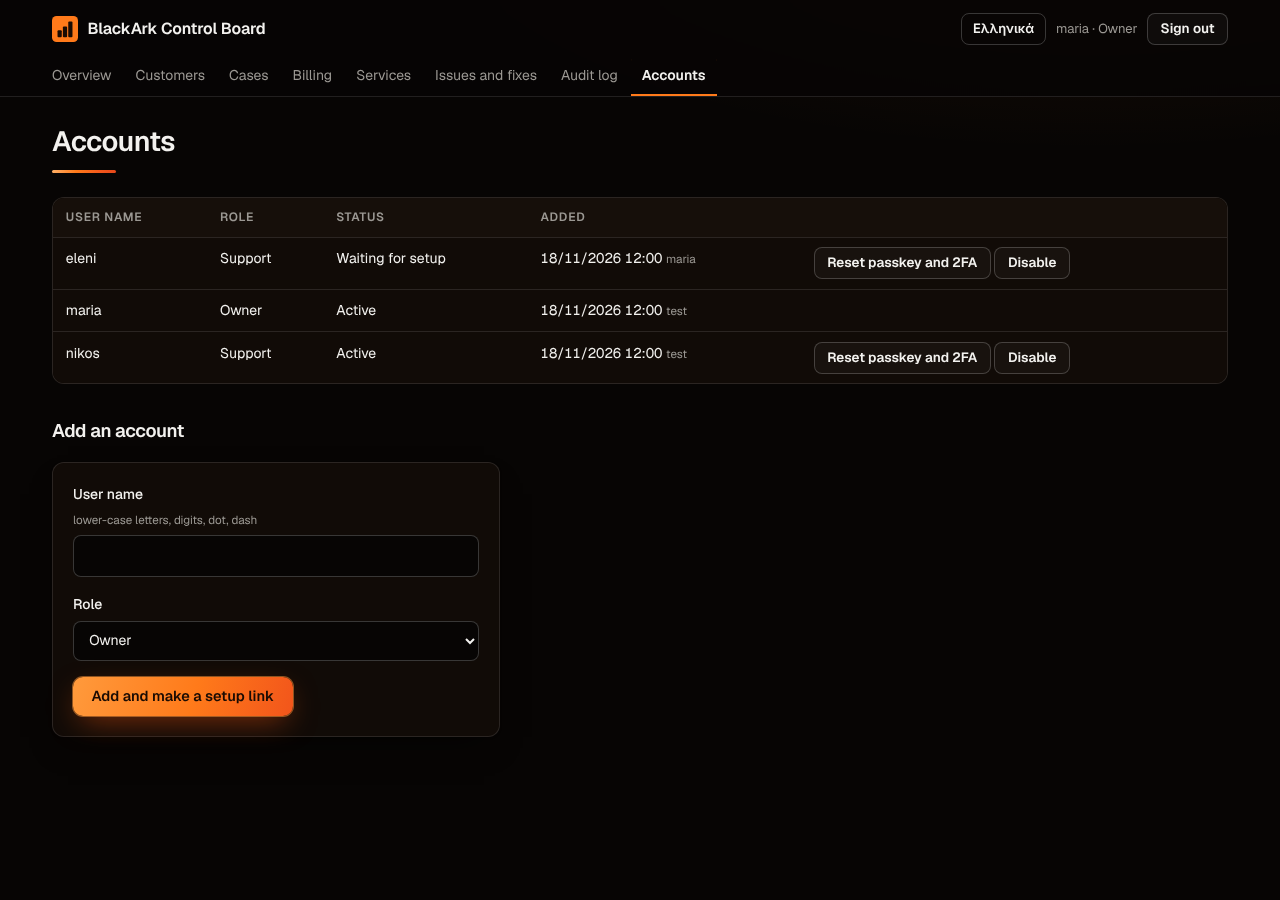 BlackArk Control Board
Ελληνικά
maria · Owner
Sign out
Overview Customers Cases Billing Services Issues and fixes Audit log Accounts
Accounts
USER NAME ROLE STATUS ADDED
eleni Support Waiting for setup 18/11/2026 12:00 maria Reset passkey and 2FA Disable
maria Owner Active 18/11/2026 12:00 test
nikos Support Active 18/11/2026 12:00 test Reset passkey and 2FA Disable
Add an account
User name
lower-case letters, digits, dot, dash
Role
Owner
Add and make a setup link